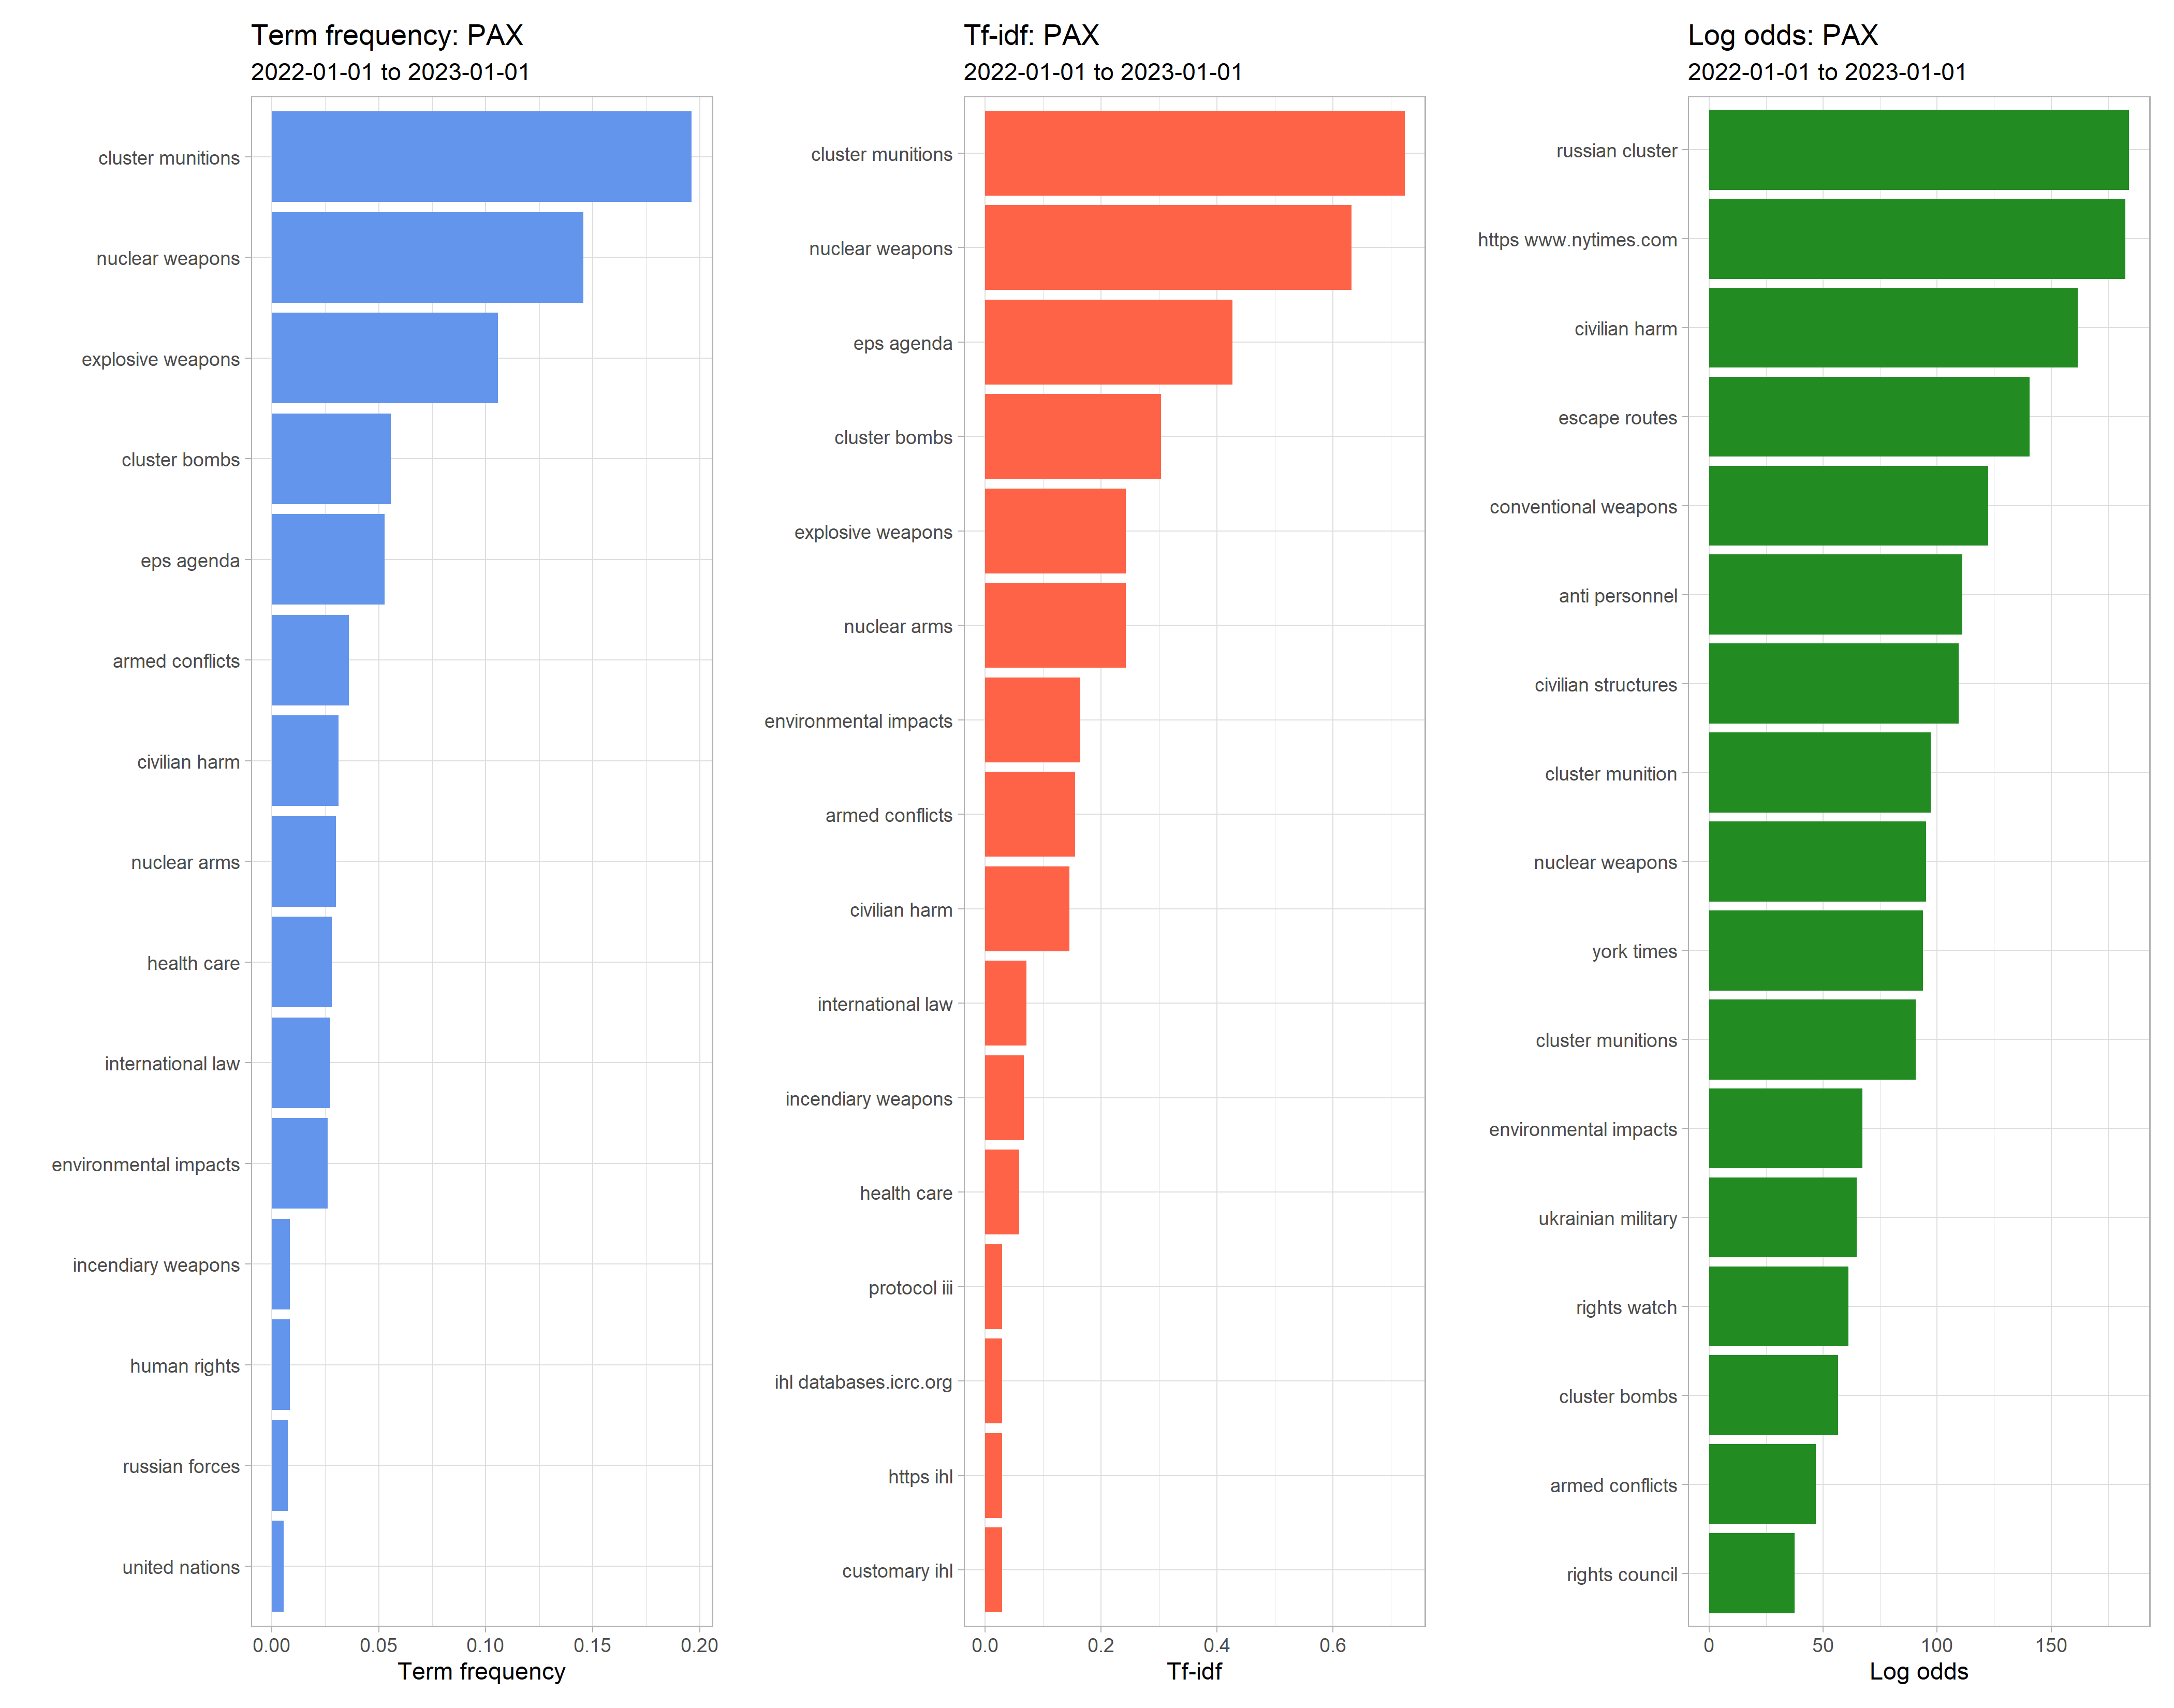 Term frequency: PAX
2022-01-01 to 2023-01-01
cluster munitions
nuclear weapons
explosive weapons
cluster bombs
eps agenda
armed conflicts
civilian harm
nuclear arms
health care
international law
environmental impacts
incendiary weapons
human rights
russian forces
united nations
0.00 0.05 0.10 0.15 0.20
Term frequency
Tf-idf: PAX
2022-01-01 to 2023-01-01
cluster munitions
nuclear weapons
eps agenda
cluster bombs
explosive weapons
nuclear arms
environmental impacts
armed conflicts
civilian harm
international law
incendiary weapons
health care
protocol iii
ihl databases.icrc.org
https ihl
customary ihl
0.0 0.2 0.4 0.6
Tf-idf
Log odds: PAX
2022-01-01 to 2023-01-01
russian cluster
https www.nytimes.com
civilian harm
escape routes
conventional weapons
anti personnel
civilian structures
cluster munition
nuclear weapons
york times
cluster munitions
environmental impacts
ukrainian military
rights watch
cluster bombs
armed conflicts
rights council
0 50 100 150
Log odds